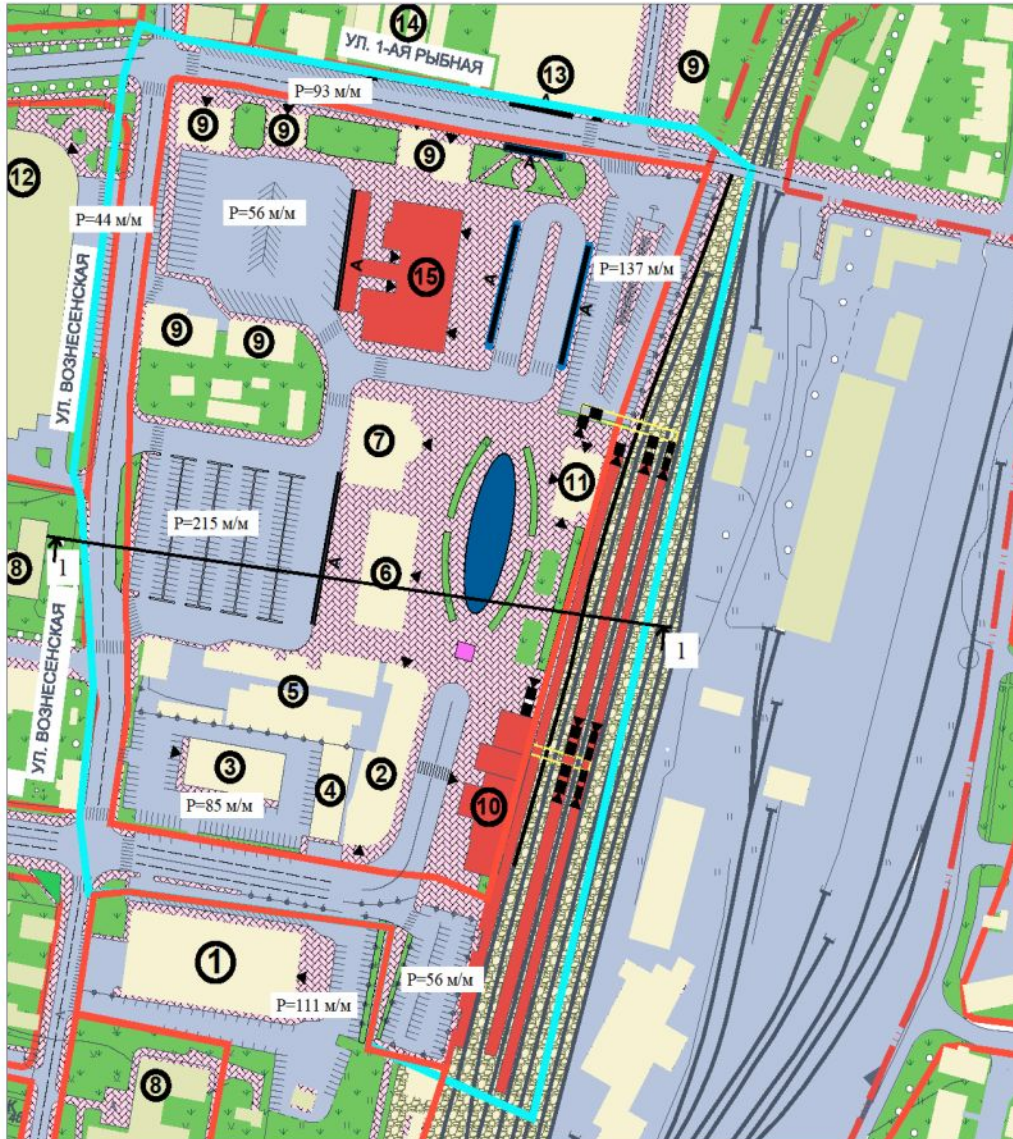 14
УЛ. 1-АЯ РЫБНАЯ
13
9
P=93 м/м
9
9
9
12
P=44 м/м
P=56 м/м
А
А
15
А
А
P=137 м/м
А
УЛ. ВОЗНЕСЕНСКАЯ
9
9
7
11
P=215 м/м
8
1
А
6
1
УЛ. ВОЗНЕСЕНСКАЯ
5
3
4
2
10
P=85 м/м
1
P=56 м/м
P=111 м/м
8